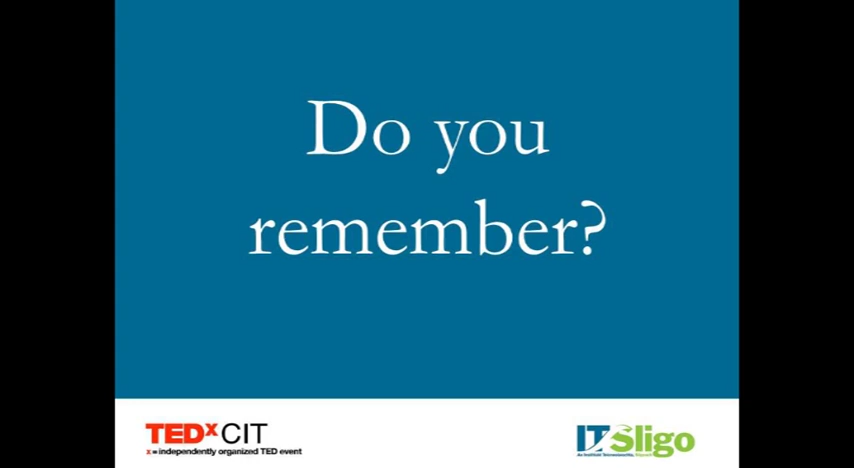 Do you
remember?
TEDxCIT
x = independently organized TED event
IT Sligo